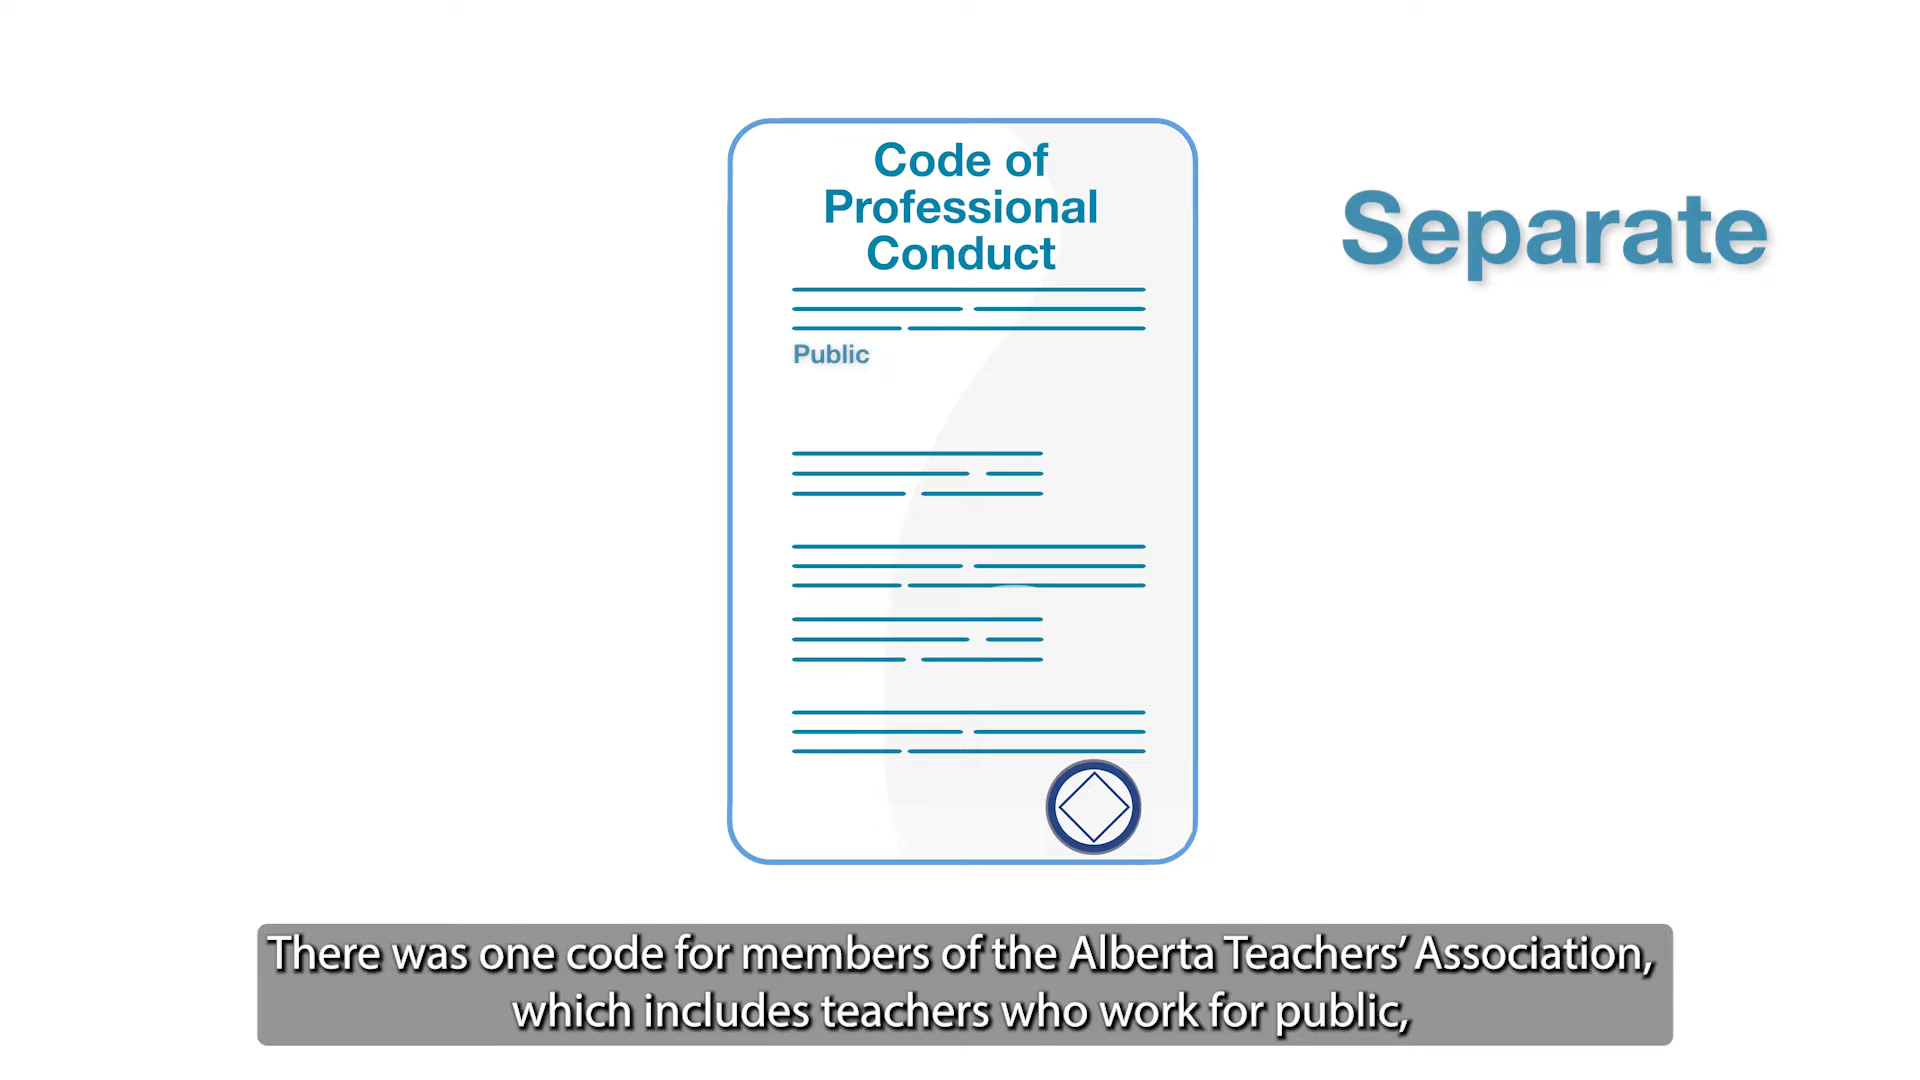 Code of
Professional
Conduct
Separate
Public
There was one code for members of the Alberta Teachers’ Association,
which includes teachers who work for public,